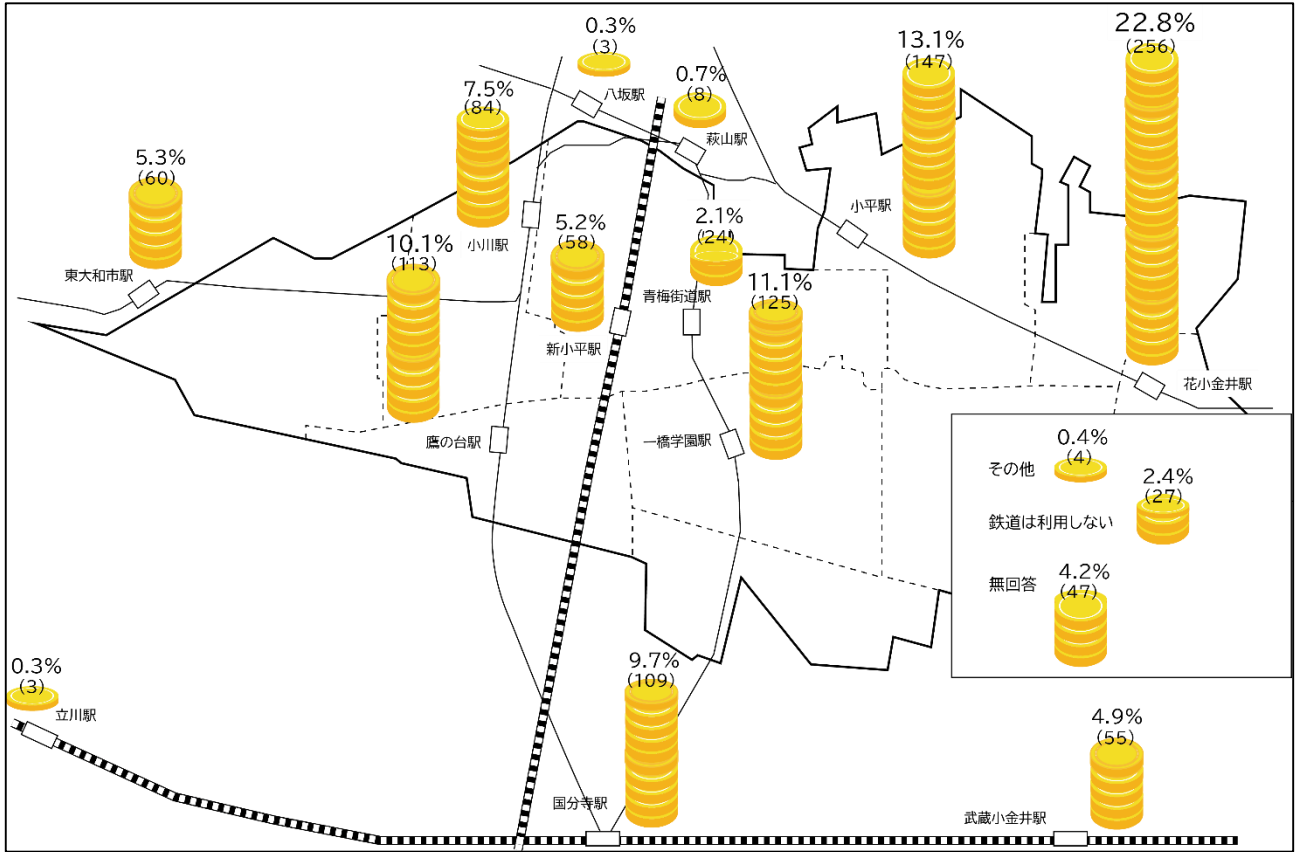 0.3%
(3)
八坂駅
0.7%
(8)
萩山駅
13.1%
(147)
小平駅
22.8%
(256)
花小金井駅
7.5%
(84)
小川駅
5.3%
(60)
東大和市駅
10.1%
(113)
鷹の台駅
5.2%
(58)
新小平駅
2.1%
(24)
青梅街道駅
11.1%
(125)
一橋学園駅
0.4%
(4)
その他
2.4%
(27)
鉄道は利用しない
4.2%
(47)
無回答
0.3%
(3)
立川駅
9.7%
(109)
国分寺駅
4.9%
(55)
武蔵小金井駅